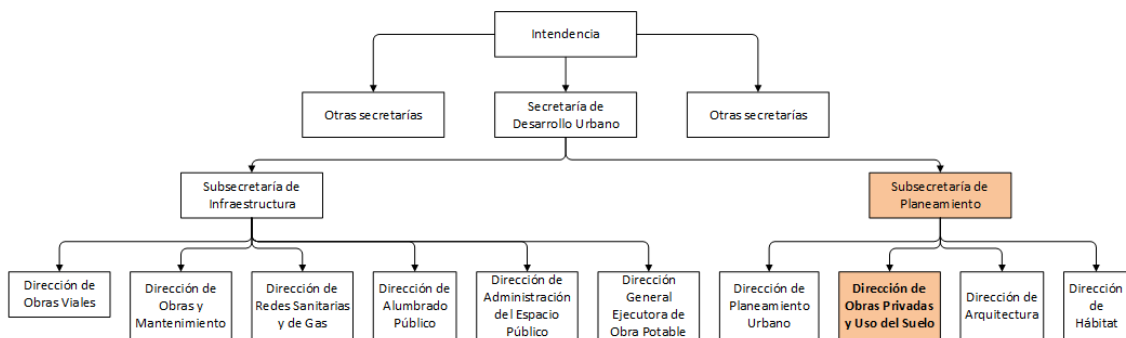 Intendencia
Otras secretarías
Secretaría de
Desarrollo Urbano
Otras secretarías
Subsecretaría de
Infraestructura
Subsecretaría de
Planeamiento
Dirección de
Obras Viales
Dirección de
Obras y
Mantenimiento
Dirección de
Redes Sanitarias
y de Gas
Dirección de
Alumbrado
Público
Dirección de
Administración
del Espacio
Público
Dirección
General
Ejecutora de
Obra Potable
Dirección de
Planeamiento
Urbano
Dirección de
Obras Privadas
y Uso del Suelo
Dirección de
Arquitectura
Dirección
de
Hábitat